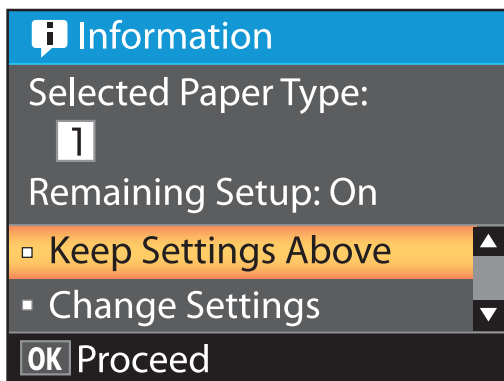 Information
Selected Paper Type:
1
Remaining Setup: On
Keep Settings Above
Change Settings
OK Proceed